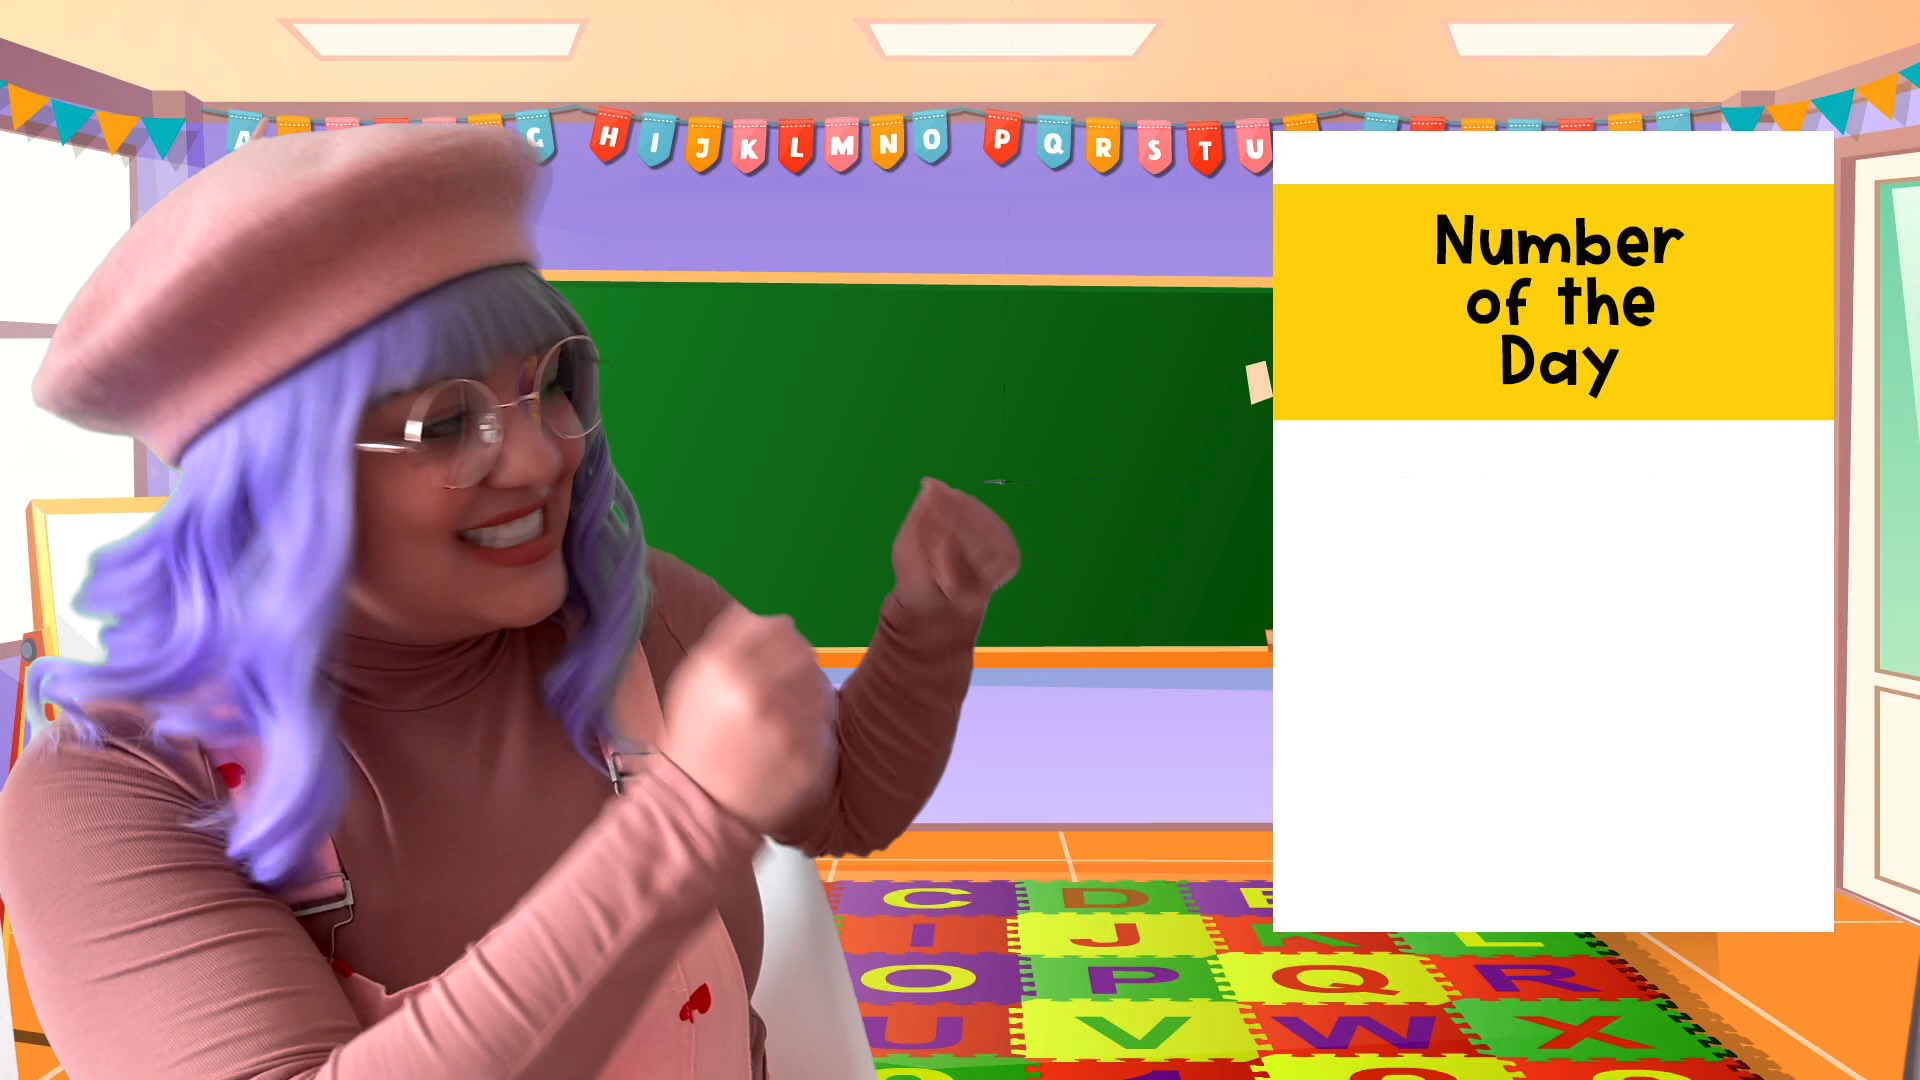 A G H I J K L M N O P Q R S T U
Number
of the
Day
C D E
I J K L
O P Q R
U V W X